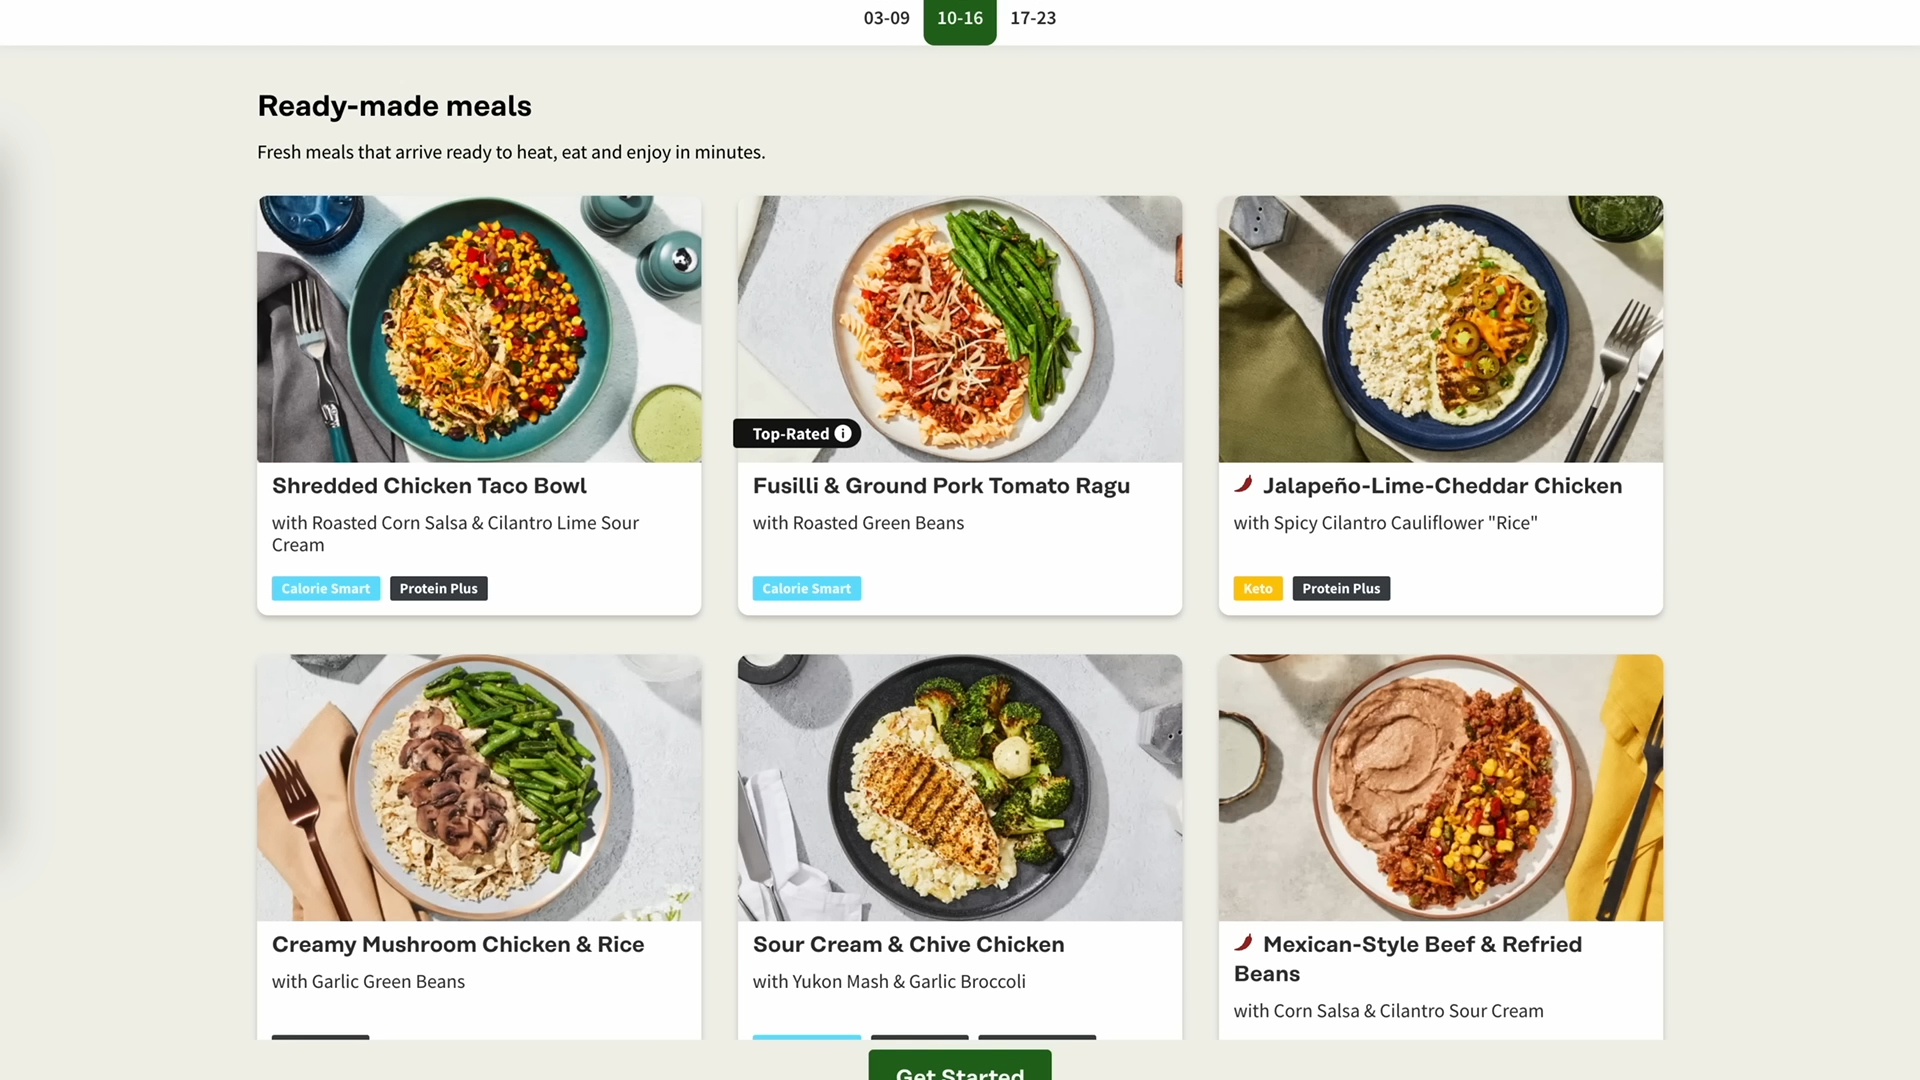 03-09 10-16 17-23
Ready-made meals
Fresh meals that arrive ready to heat, eat and enjoy in minutes.
Top-Rated i
Shredded Chicken Taco Bowl
with Roasted Corn Salsa & Cilantro Lime Sour
Cream
Calorie Smart Protein Plus
Fusilli & Ground Pork Tomato Ragu
with Roasted Green Beans
Calorie Smart
Jalapeño-Lime-Cheddar Chicken
with Spicy Cilantro Cauliflower "Rice"
Keto Protein Plus
Creamy Mushroom Chicken & Rice
with Garlic Green Beans
Sour Cream & Chive Chicken
with Yukon Mash & Garlic Broccoli
Mexican-Style Beef & Refried
Beans
with Corn Salsa & Cilantro Sour Cream
Get Started